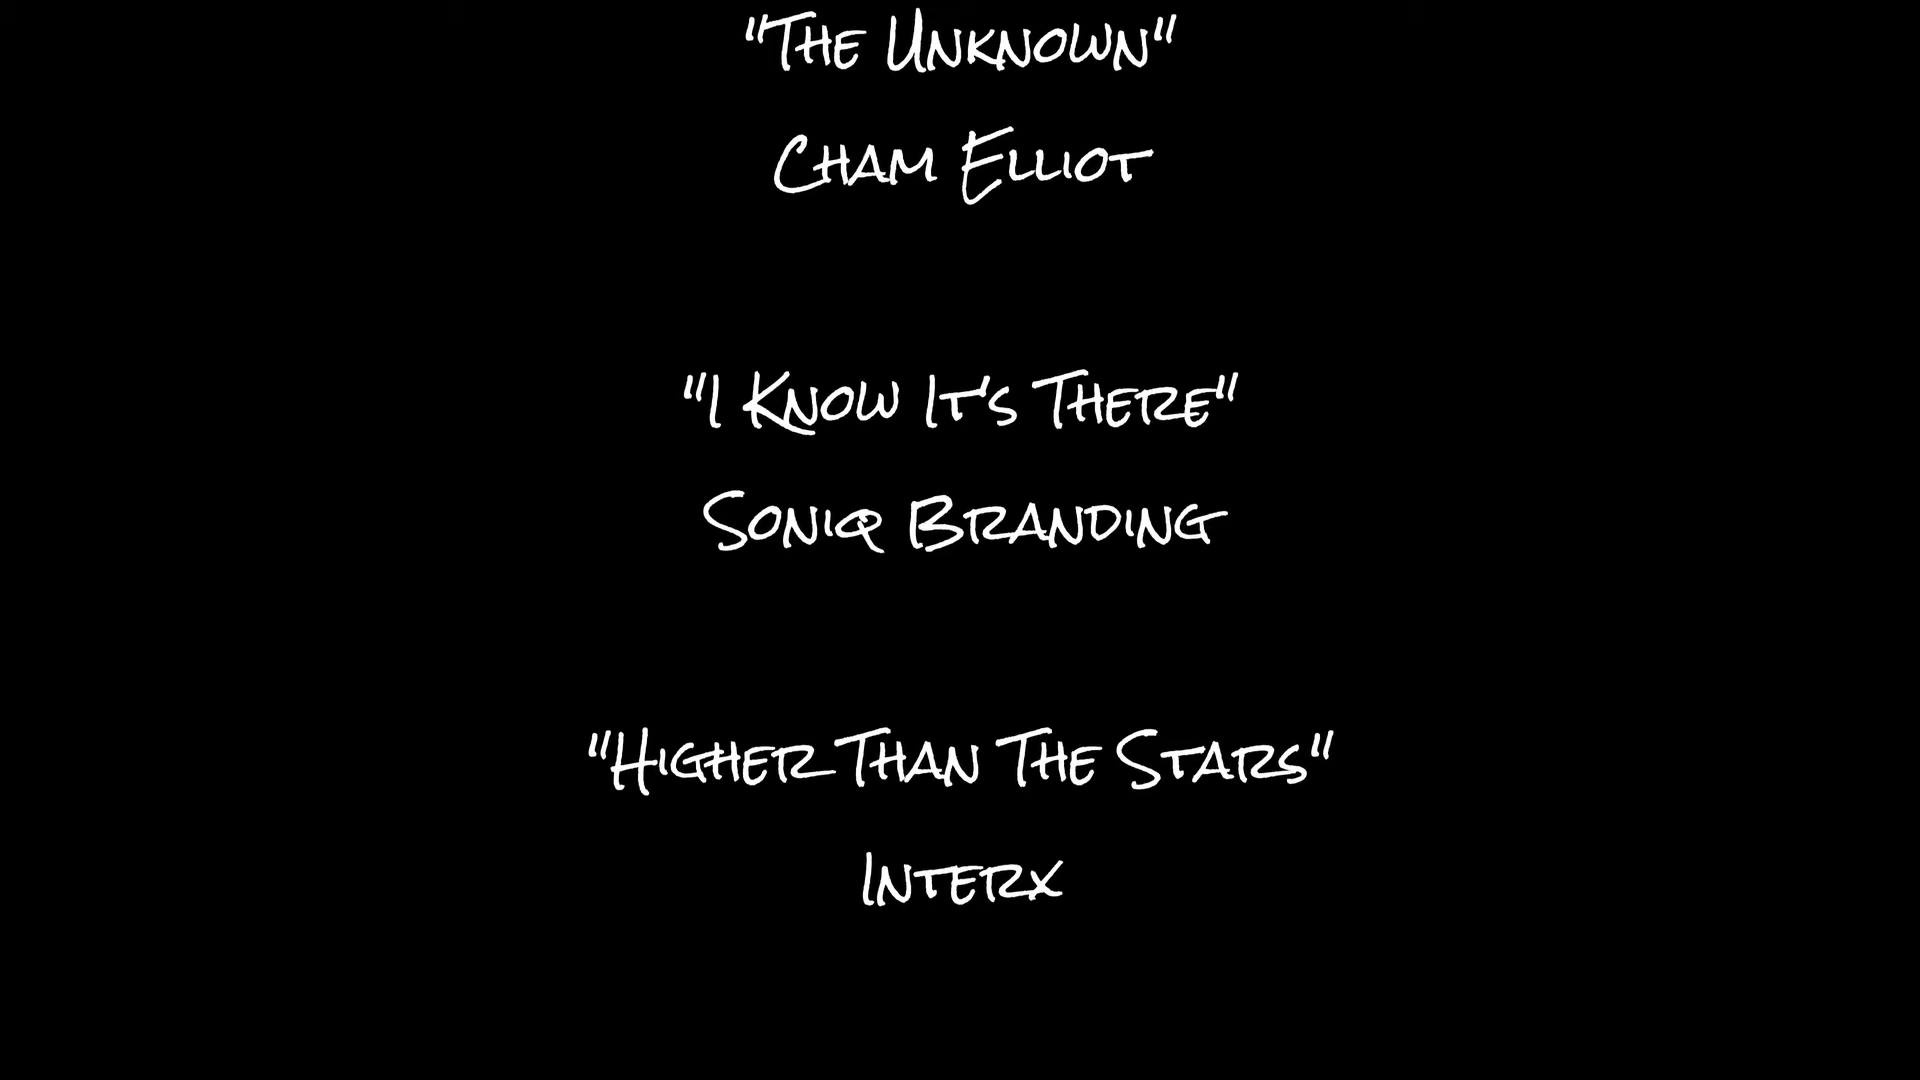 "The Unknown"
Cham Elliot
"I Know It's There"
Soniq Branding
"Higher Than The Stars"
Interx